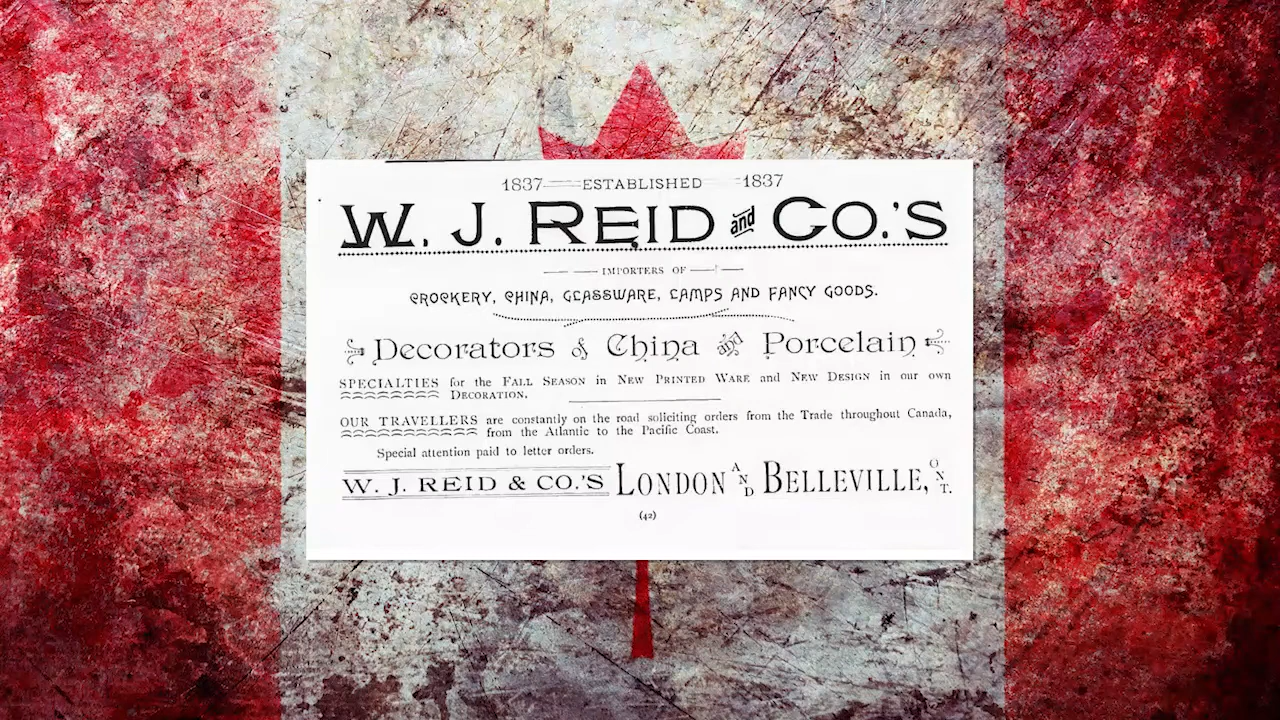 1837 ESTABLISHED 1837
W. J. REID and CO.'S
IMPORTERS OF
CROCKERY, CHINA, GLASSWARE, LAMPS AND FANCY GOODS.
Decorators of China and Porcelain
SPECIALTIES for the FALL SEASON in NEW PRINTED WARE and NEW DESIGN in our own
DECORATION.
OUR TRAVELLERS are constantly on the road soliciting orders from the Trade throughout Canada,
from the Atlantic to the Pacific Coast.
Special attention paid to letter orders.
W. J. REID & CO.'S LONDON AND BELLEVILLE, ONT.
(42)